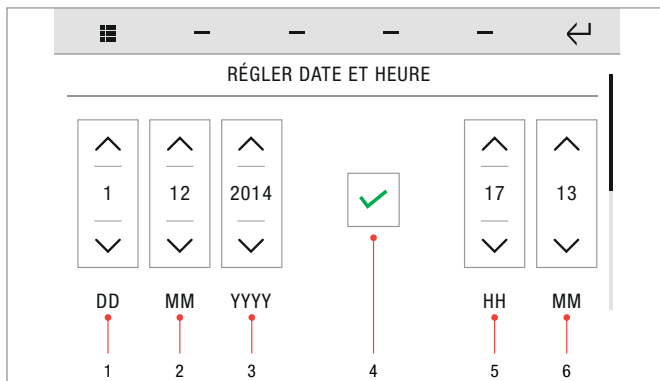 RÉGLER DATE ET HEURE
1 12 2014 17 13
DD MM YYYY HH MM
1 2 3 4 5 6